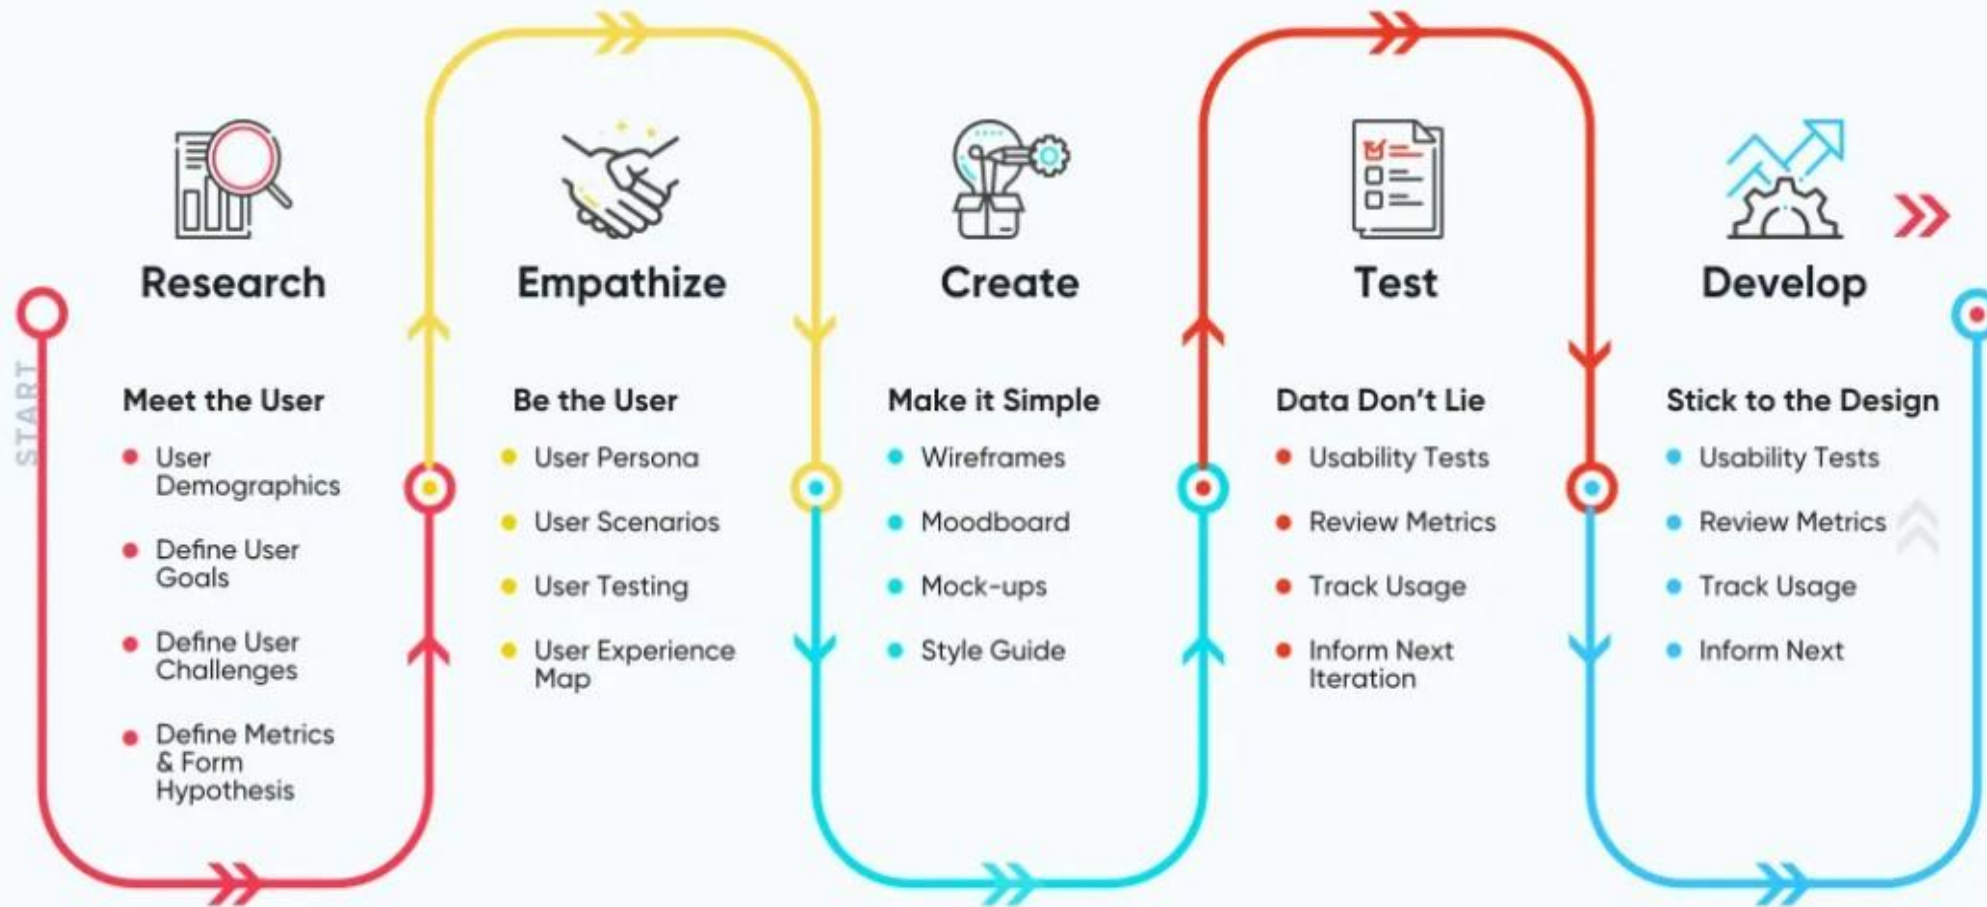 START
Research
Meet the User
User
Demographics
Define User
Goals
Define User
Challenges
Define Metrics
& Form
Hypothesis
Empathize
Be the User
User Persona
User Scenarios
User Testing
User Experience
Map
Create
Make it Simple
Wireframes
Moodboard
Mock-ups
Style Guide
Test
Data Don't Lie
Usability Tests
Review Metrics
Track Usage
Inform Next
Iteration
Develop
Stick to the Design
Usability Tests
Review Metrics
Track Usage
Inform Next